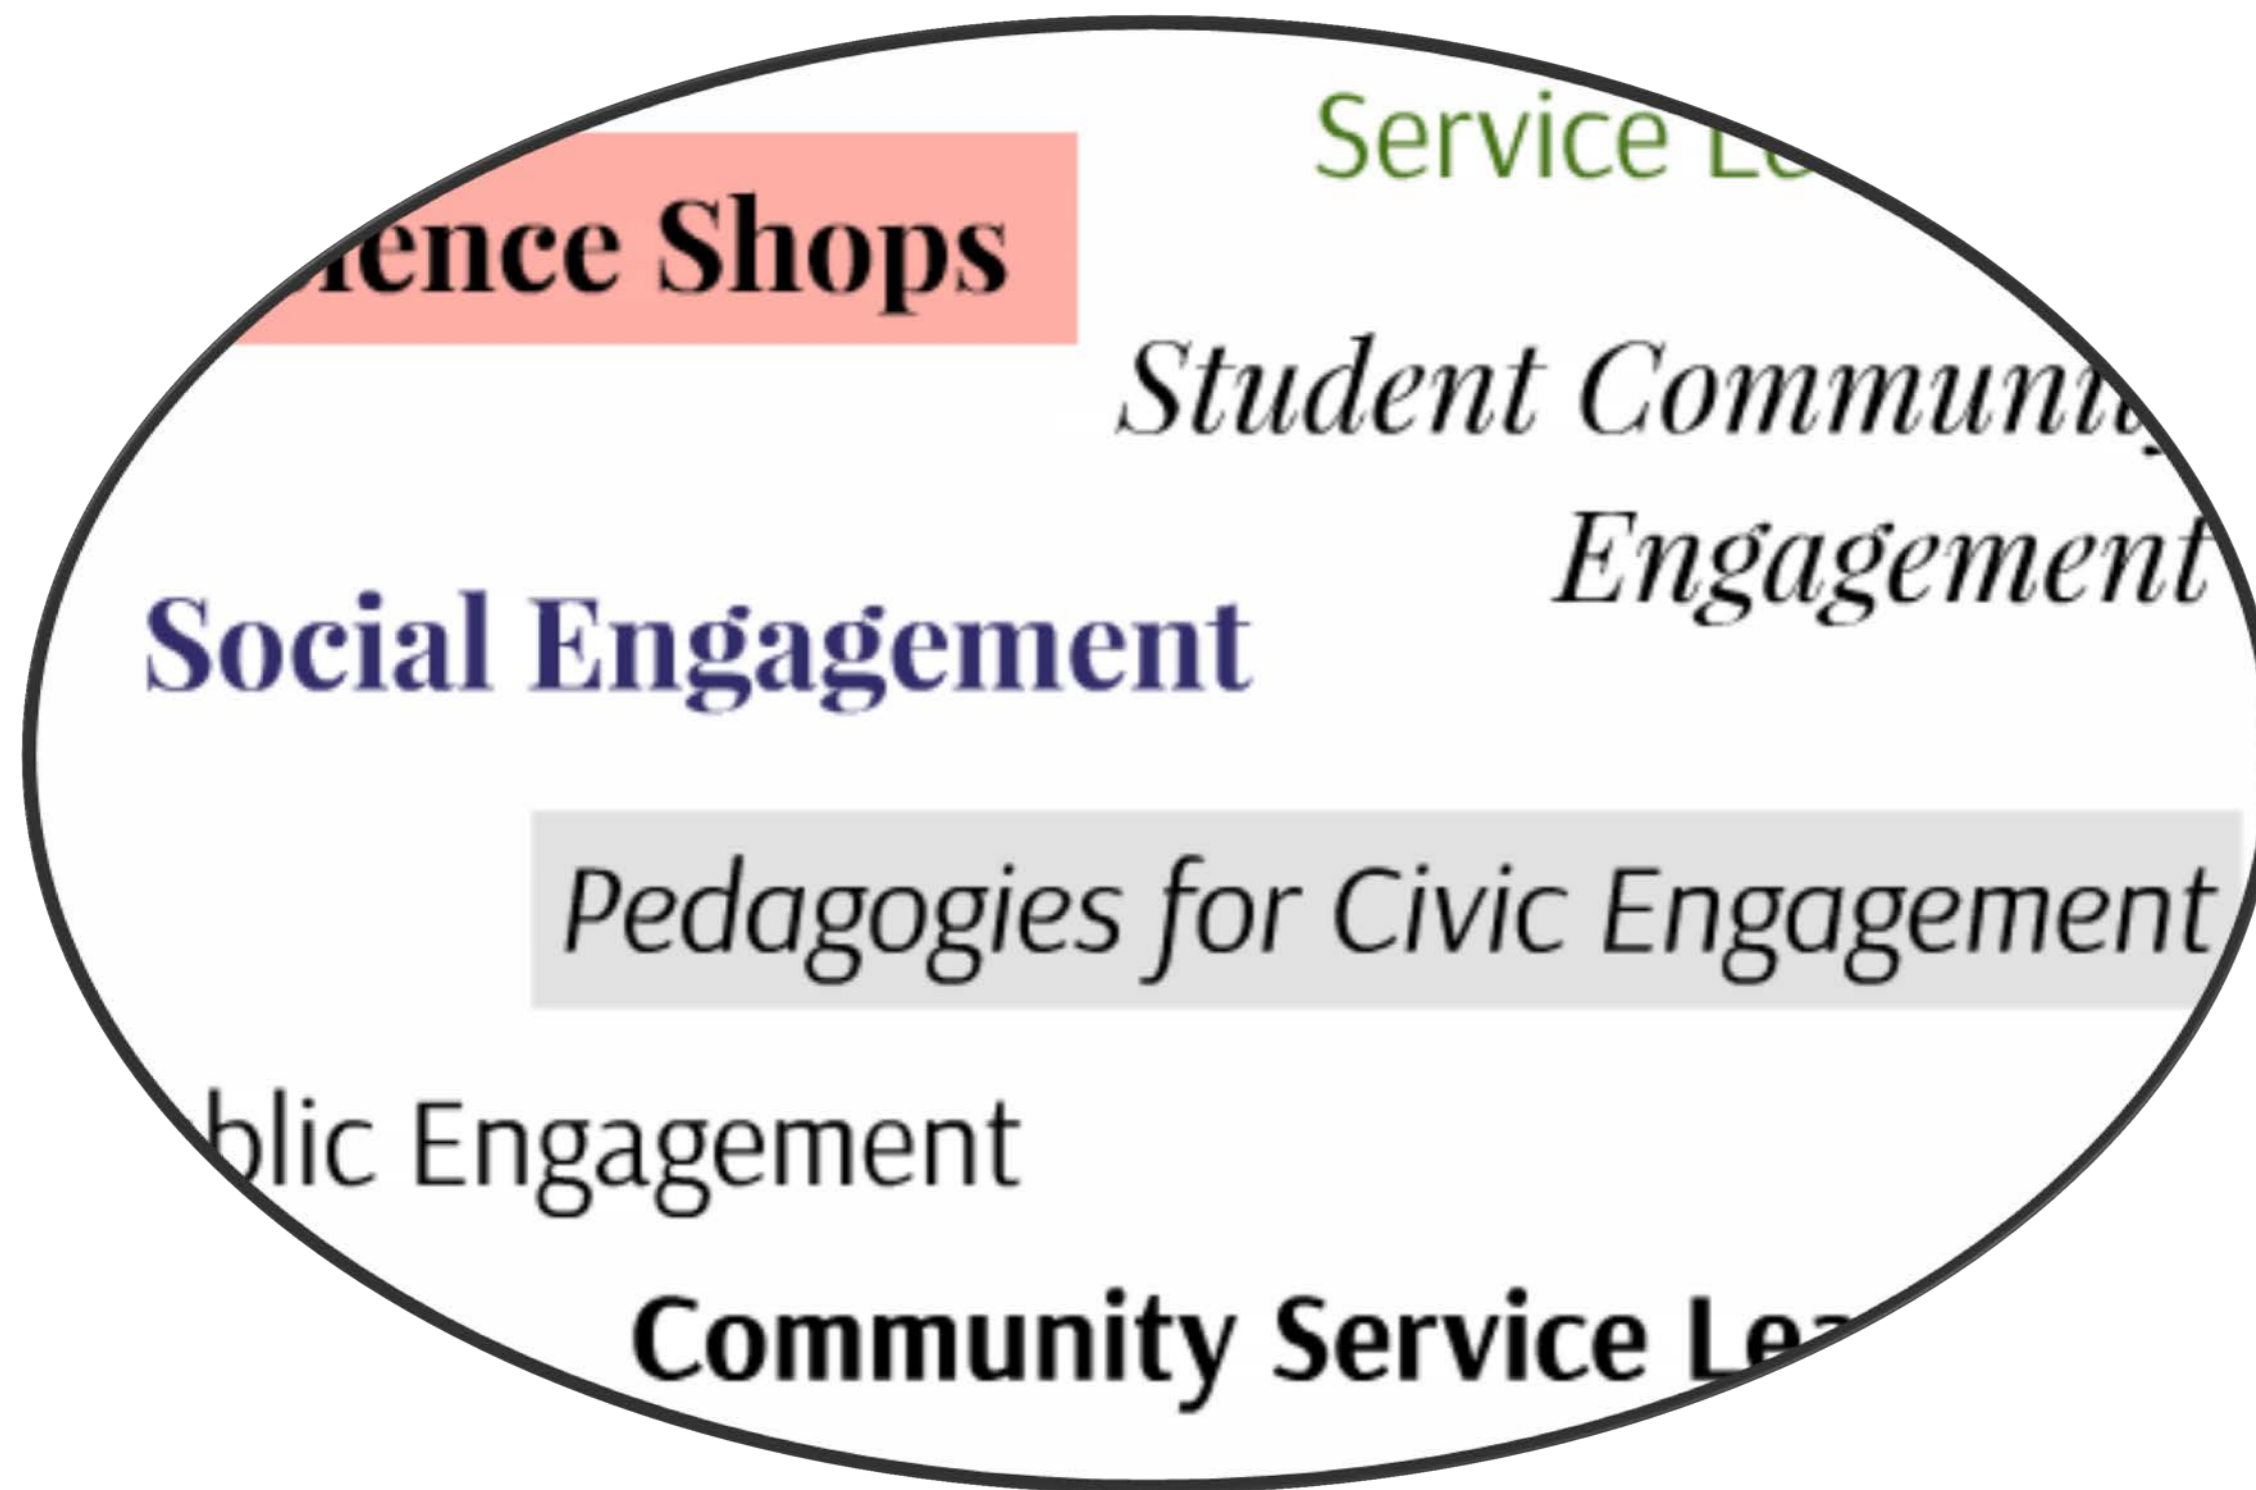 Service
Shops
Student
Engagement
Social Engagement
Pedagogies for Civic Engagement
Engagement
Community Service